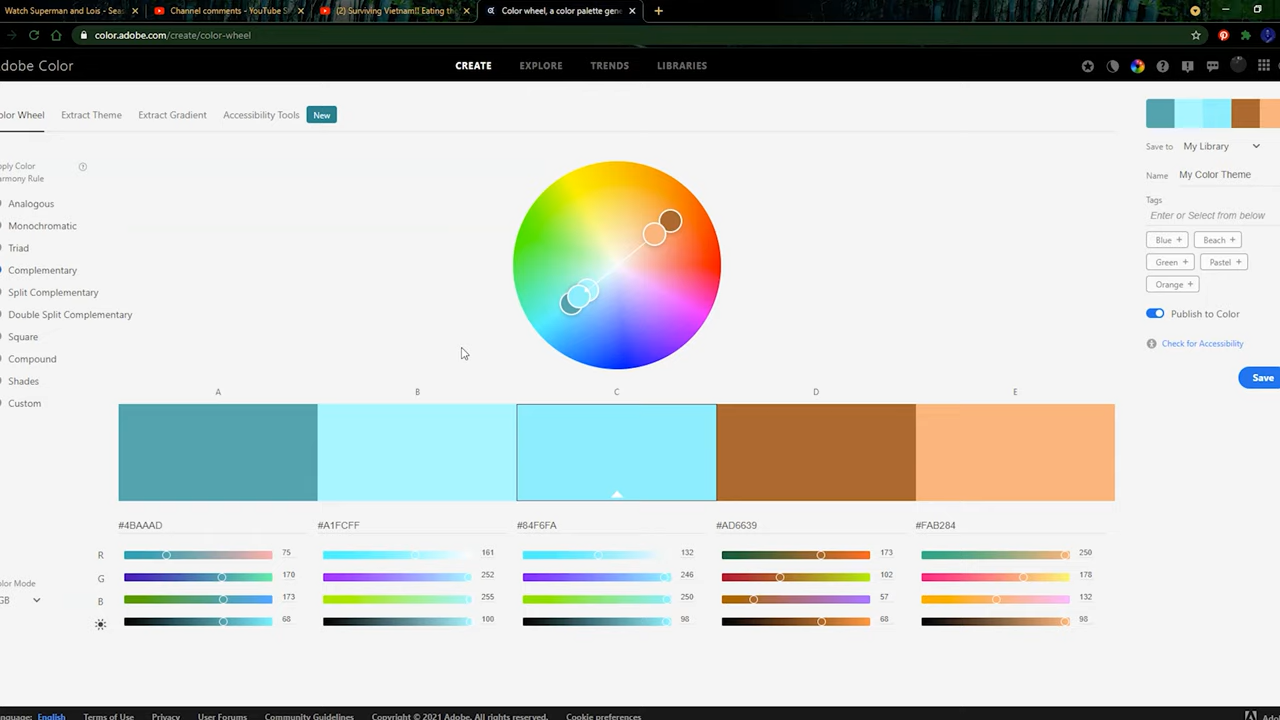 Watch Superman and Lois - Sea
Channel comments - YouTube S
(2) Surviving Vietnam!! Eating th
Color wheel, a color palette gen
color.adobe.com/create/color-wheel
Adobe Color
CREATE
EXPLORE
TRENDS
LIBRARIES
olor Wheel
Extract Theme
Extract Gradient
Accessibility Tools
New
pply Color
armony Rule
Analogous
Monochromatic
Triad
Complementary
Split Complementary
Double Split Complementary
Square
Compound
Shades
Custom
Save to My Library
Name My Color Theme
Tags
Enter or Select from below
Blue + Beach +
Green + Pastel +
Orange +
Publish to Color
Check for Accessibility
Save
A B C D E
#4BAAAD #A1FCFF #84F6FA #AD6639 #FAB284
R 75 161 132 173 250
G 170 252 246 102 178
olor Mode
GB
B 173 255 250 57 132
68 100 98 68 98
nguage: English Terms of Use Privacy User Forums Community Guidelines Copyright © 2021 Adobe. All rights reserved. Cookie preferences Adob